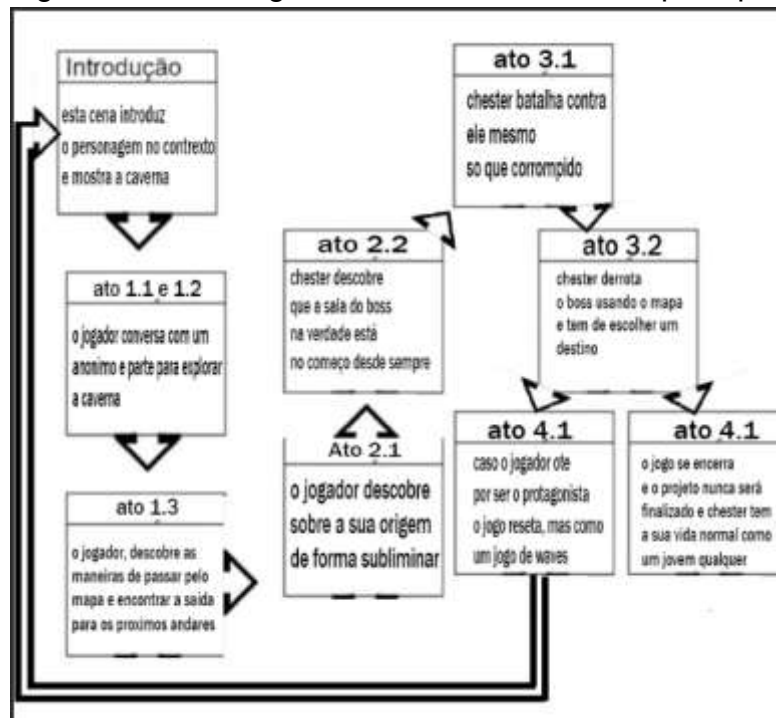 Introdução
esta cena introduz
o personagem no contrexto
e mostra a caverna
ato 1.1 e 1.2
o jogador conversa com um
anonimo e parte para explorar
a caverna
ato 1.3
o jogador, descobre as
maneiras de passar pelo
mapa e encontrar a saida
para os proximos andares
Ato 2.1
o jogador descobre
sobre a sua origem
de forma subliminar
ato 2.2
chester descobre
que a sala do boss
na verdade está
no começo desde sempre
ato 3.1
chester batalha contra
ele mesmo
so que corrompido
ato 3.2
chester derrota
o boss usando o mapa
e tem de escolher um
destino
ato 4.1
caso o jogador ote
por ser o protagonista
o jogo reseta, mas como
um jogo de waves
ato 4.1
o jogo se encerra
e o projeto nunca será
finalizado e chester tem
a sua vida normal como
um jovem qualquer